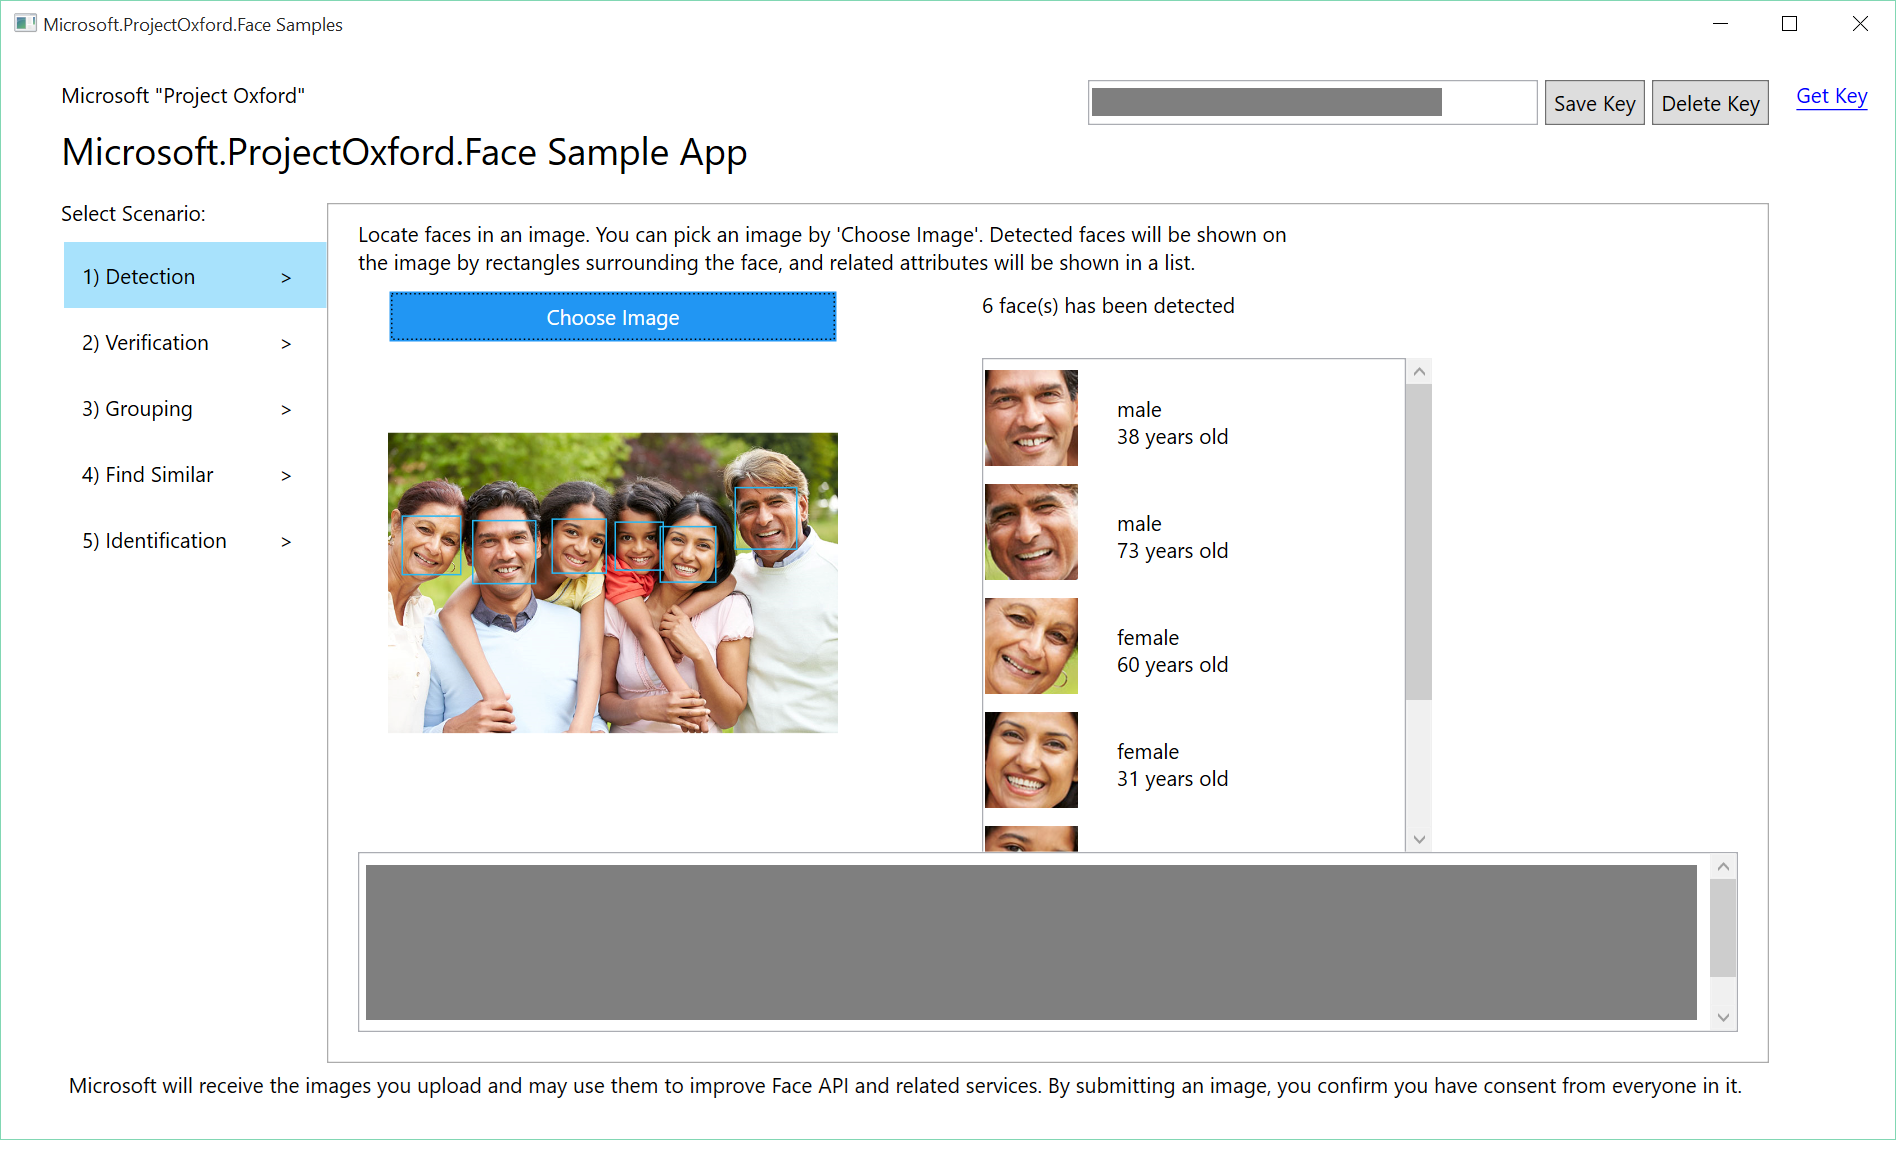 Microsoft.ProjectOxford.Face Samples
Microsoft "Project Oxford"
Save Key
Delete Key
Get Key
Microsoft.ProjectOxford.Face Sample App
Select Scenario:
1) Detection >
2) Verification >
3) Grouping >
4) Find Similar >
5) Identification >
Locate faces in an image. You can pick an image by 'Choose Image'. Detected faces will be shown on
the image by rectangles surrounding the face, and related attributes will be shown in a list.
Choose Image
6 face(s) has been detected
male
38 years old
male
73 years old
female
60 years old
female
31 years old
Microsoft will receive the images you upload and may use them to improve Face API and related services. By submitting an image, you confirm you have consent from everyone in it.